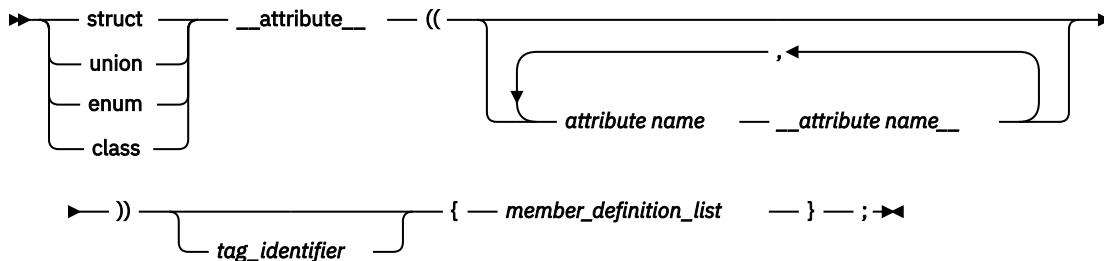 struct __attribute__ ((
,
union
enum
attribute name __attribute name__
class
)) { member_definition_list } ;
tag_identifier